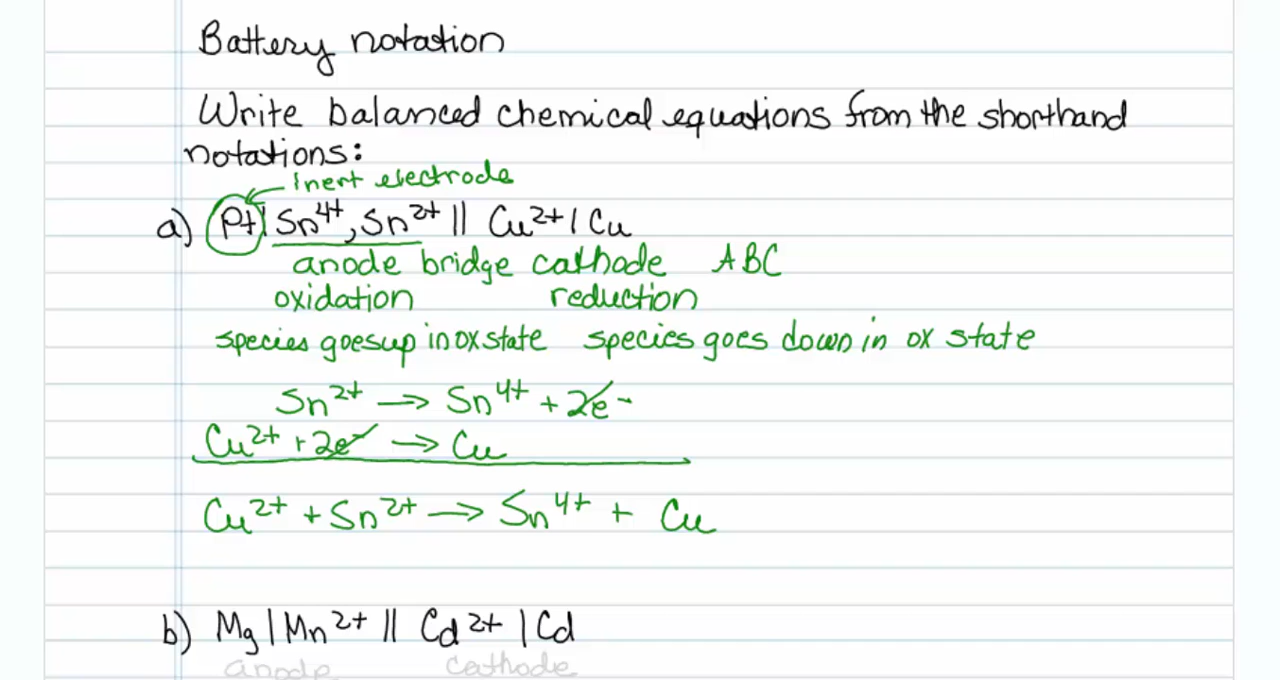 Battery notation
Write balanced chemical equations from the shorthand
notations:
inert electrode
a) Pt | Sn⁴⁺, Sn²⁺ || Cu²⁺ | Cu
anode bridge cathode ABC
oxidation reduction
species goes up in ox state species goes down in ox state
Sn²⁺ → Sn⁴⁺ + 2e⁻
Cu²⁺ + 2e⁻ → Cu
Cu²⁺ + Sn²⁺ → Sn⁴⁺ + Cu
b) Mg | Mn²⁺ || Cd²⁺ | Cd
anode cathode